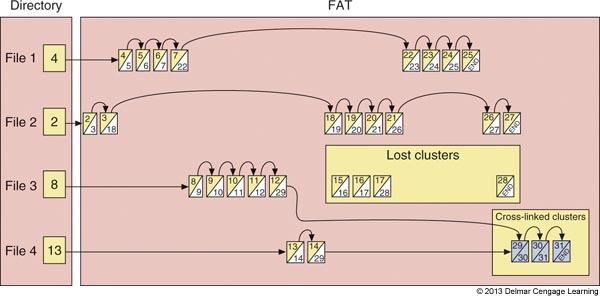 Directory
FAT
File 1
4
4/5 5/6 6/7 7/22
22/23 23/24 24/25 25/END
File 2
2
2/3 3/18
18/19 19/20 20/21 21/26
26/27 27/END
Lost clusters
15/16 16/17 17/28
28/END
File 3
8
8/9 9/10 10/11 11/12 12/29
File 4
13
13/14 14/29
Cross-linked clusters
29/30 30/31 31/END
© 2013 Delmar Cengage Learning